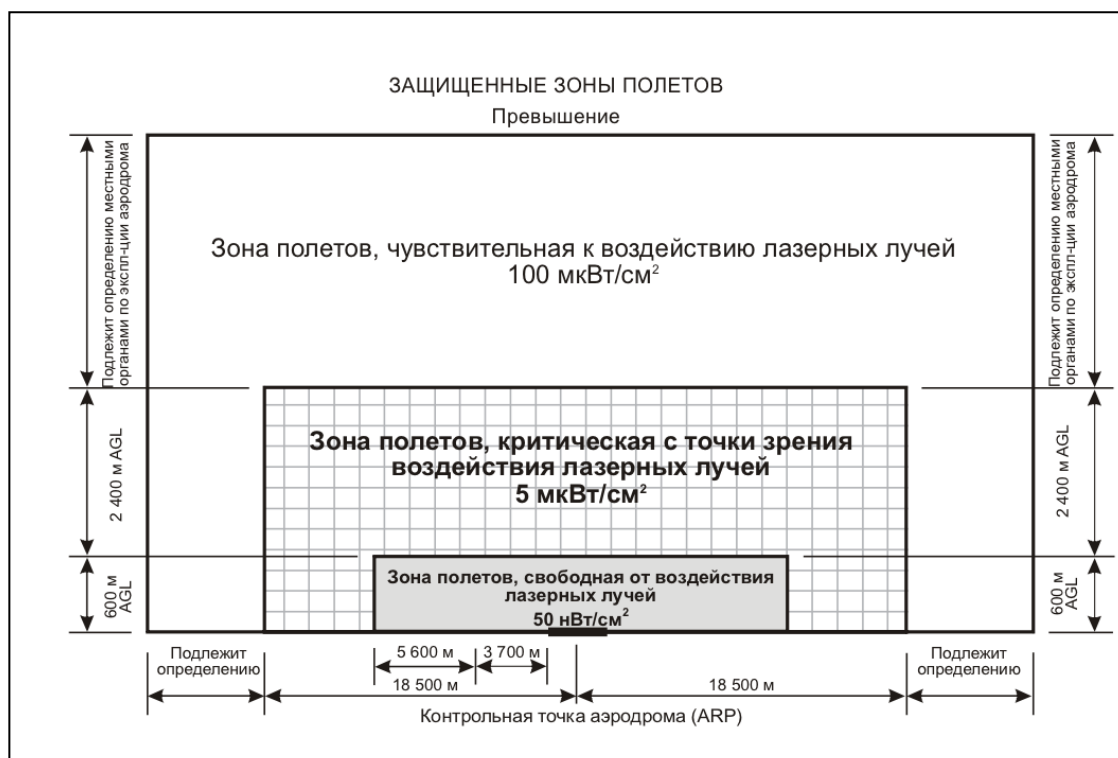 ЗАЩИЩЕННЫЕ ЗОНЫ ПОЛЕТОВ
Превышение
Подлежит определению местными
органами по экспл-ции аэродрома
Зона полетов, чувствительная к воздействию лазерных лучей
100 мкВт/см²
Подлежит определению местными
органами по экспл-ции аэродрома
2 400 м AGL
Зона полетов, критическая с точки зрения
воздействия лазерных лучей
5 мкВт/см²
2 400 м AGL
600 м
AGL
Зона полетов, свободная от воздействия
лазерных лучей
50 нВт/см²
600 м
AGL
Подлежит
определению
5 600 м
3 700 м
Подлежит
определению
18 500 м
18 500 м
Контрольная точка аэродрома (ARP)